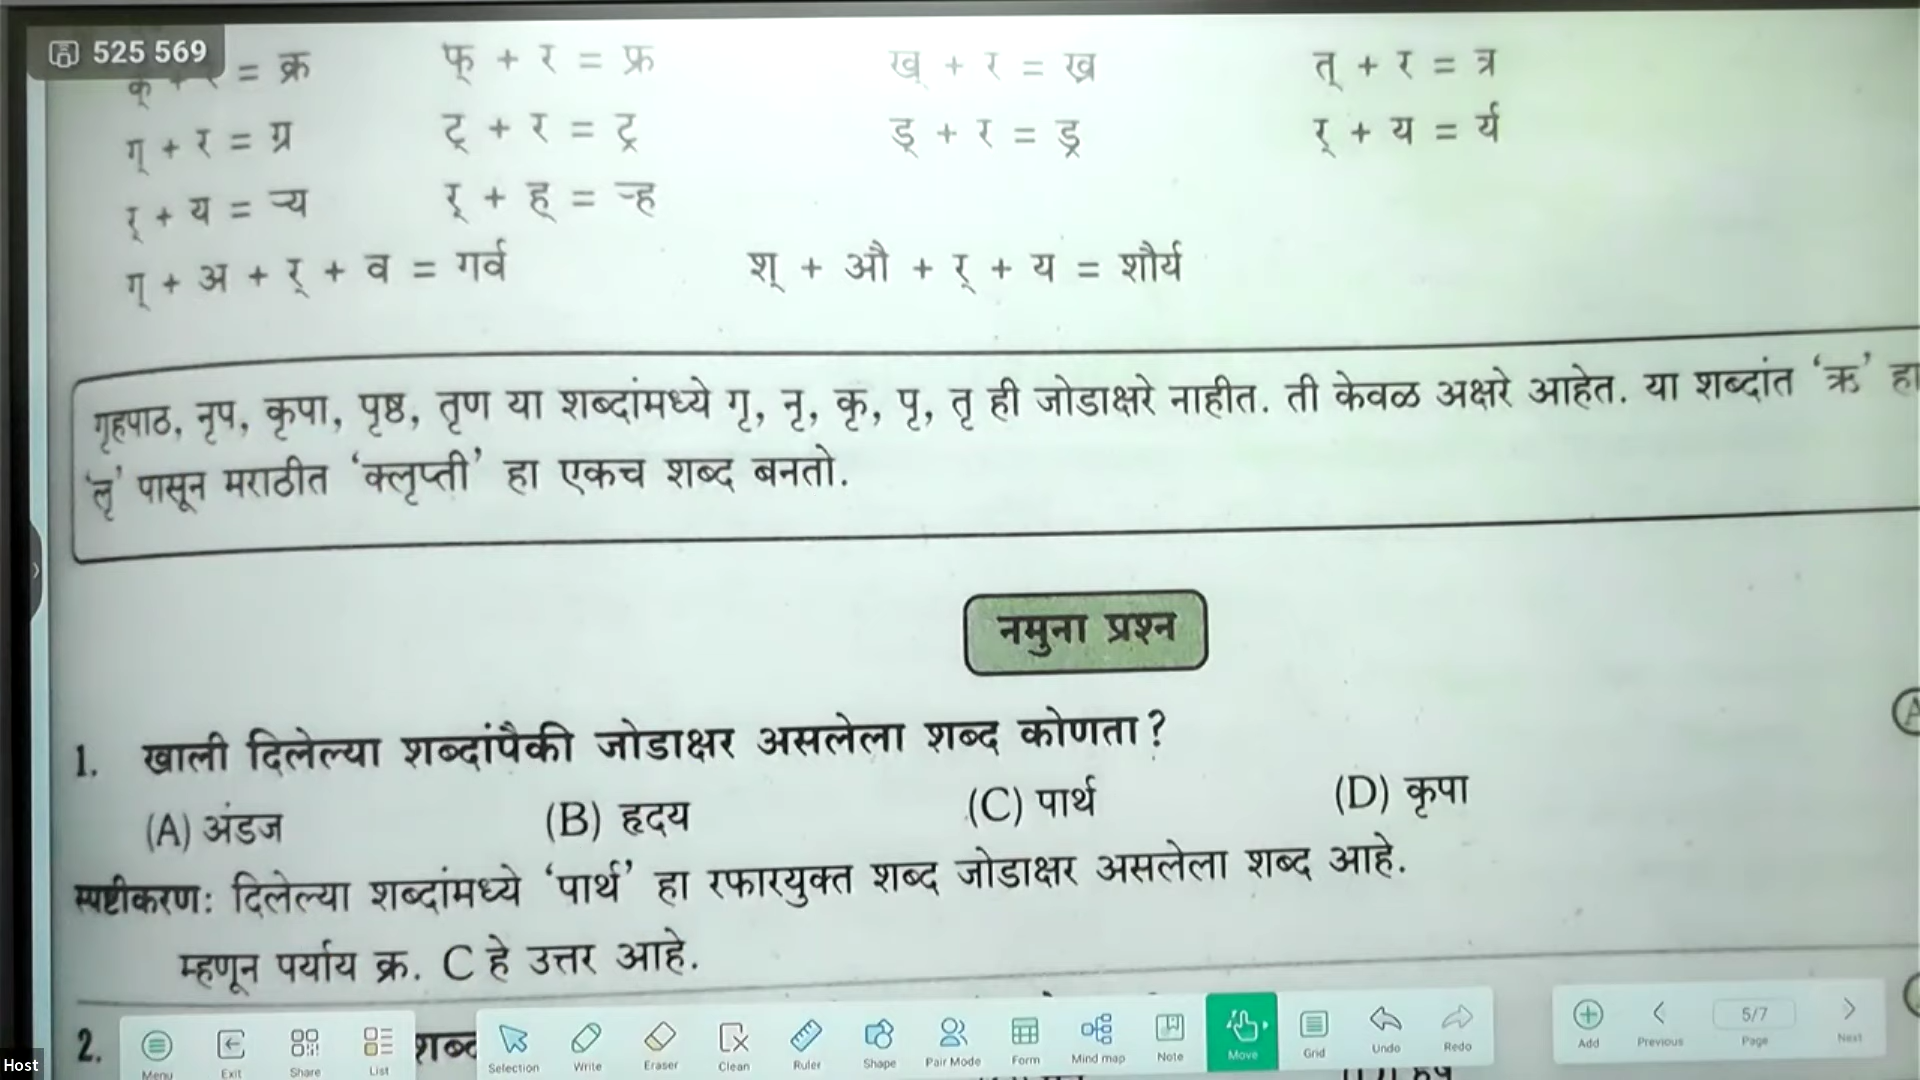 525 569
क् + र = क्र फ् + र = फ्र ख् + र = ख्र त् + र = त्र
ग् + र = ग्र ट् + र = ट्र ड् + र = ड्र र् + य = र्य
र् + य = ऱ्य र् + ह् = ऱ्ह
ग् + अ + र् + व = गर्व श् + औ + र् + य = शौर्य
गृहपाठ, नृप, कृपा, पृष्ठ, तृण या शब्दांमध्ये गृ, नृ, कृ, पृ, तृ ही जोडाक्षरे नाहीत. ती केवळ अक्षरे आहेत. या शब्दांत ‘ऋ’ हा
‘लृ’ पासून मराठीत ‘क्लृप्ती’ हा एकच शब्द बनतो.
नमुना प्रश्न
1. खाली दिलेल्या शब्दांपैकी जोडाक्षर असलेला शब्द कोणता?
(A) अंडज (B) हृदय (C) पार्थ (D) कृपा
स्पष्टीकरण: दिलेल्या शब्दांमध्ये ‘पार्थ’ हा रफारयुक्त शब्द जोडाक्षर असलेला शब्द आहे.
म्हणून पर्याय क्र. C हे उत्तर आहे.
2.
Menu Exit Share List Selection Write Eraser Clean Ruler Shape Pair Mode Form Mind map Note Move Grid Undo Redo Add Previous 5/7 Page Next
Host